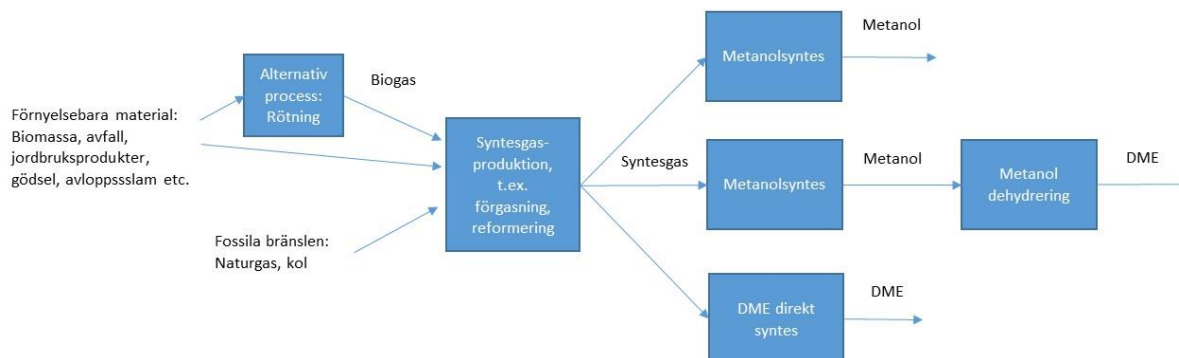 Förnyelsebara material:
Biomassa, avfall,
jordbruksprodukter,
gödsel, avloppssslam etc.
Alternativ
process:
Rötning
Biogas
Fossila bränslen:
Naturgas, kol
Syntesgas-
produktion,
t.ex.
förgasning,
reformering
Syntesgas
Metanolsyntes
Metanol
Metanolsyntes
Metanol
Metanol
dehydrering
DME
DME direkt
syntes
DME